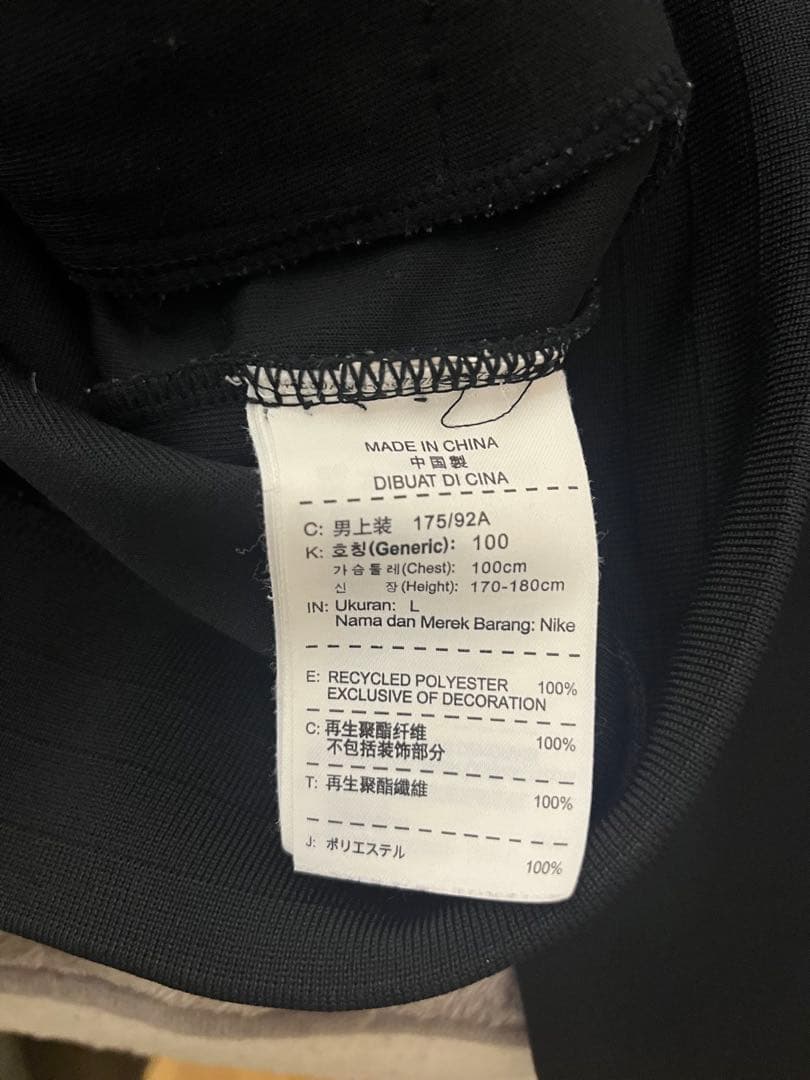 MADE IN CHINA
中国製
DIBUAT DI CINA
C: 男上装 175/92A
K: 호칭(Generic): 100
가슴둘레(Chest): 100cm
신 장(Height): 170-180cm
IN: Ukuran: L
Nama dan Merek Barang: Nike
E: RECYCLED POLYESTER 100%
EXCLUSIVE OF DECORATION
C: 再生聚酯纤维 100%
不包括装饰部分
T: 再生聚酯纖維 100%
J: ポリエステル 100%